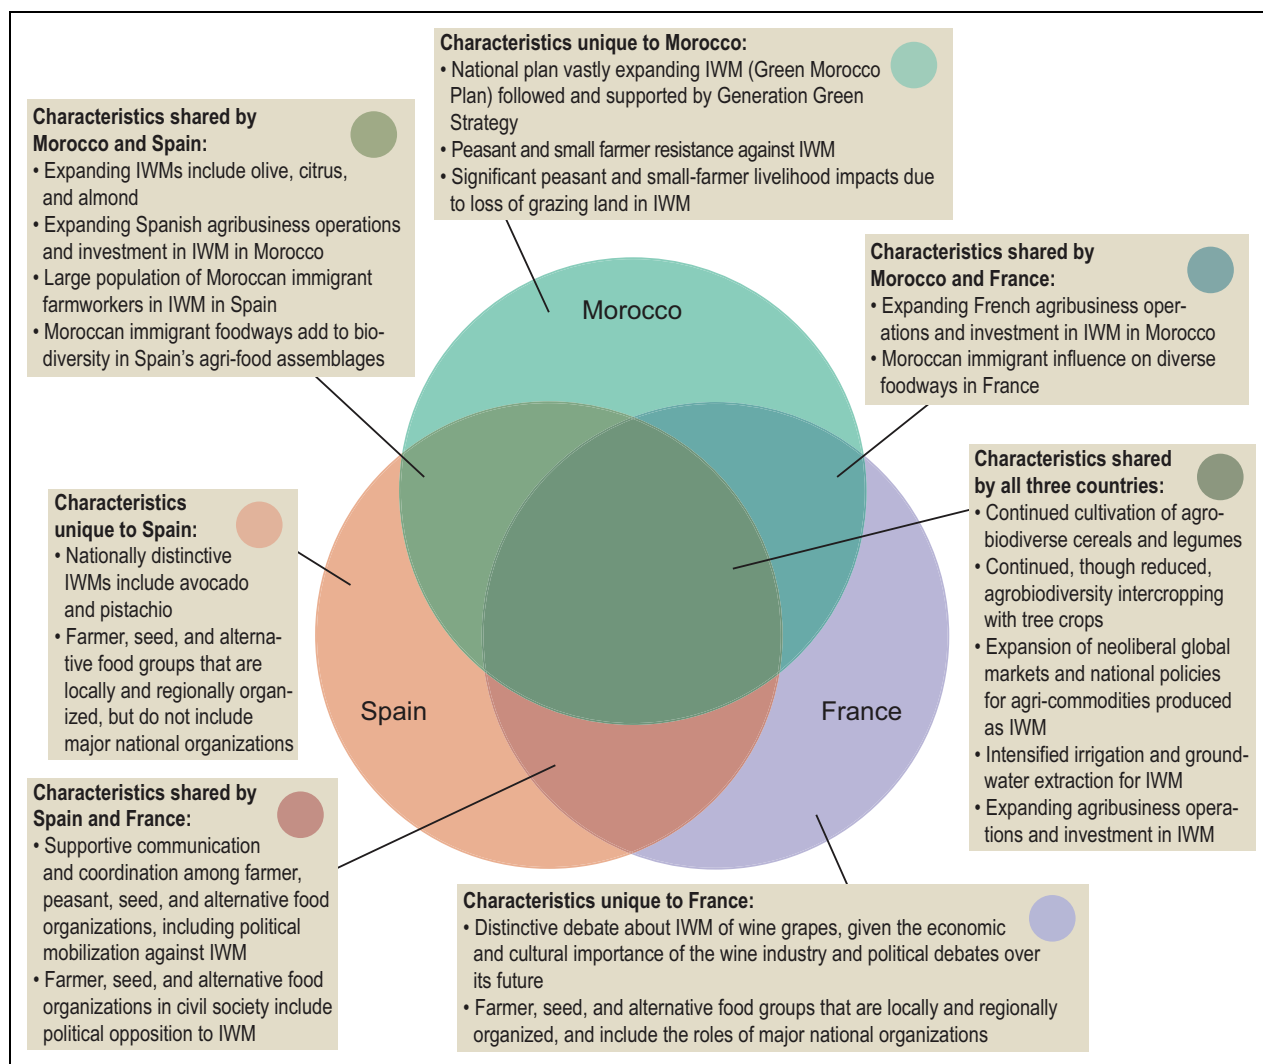 Characteristics unique to Morocco:
• National plan vastly expanding IWM (Green Morocco
Plan) followed and supported by Generation Green
Strategy
• Peasant and small farmer resistance against IWM
• Significant peasant and small-farmer livelihood impacts due
to loss of grazing land in IWM
Characteristics shared by
Morocco and Spain:
• Expanding IWMs include olive, citrus,
and almond
• Expanding Spanish agribusiness operations
and investment in IWM in Morocco
• Large population of Moroccan immigrant
farmworkers in IWM in Spain
• Moroccan immigrant foodways add to bio-
diversity in Spain’s agri-food assemblages
Characteristics shared by
Morocco and France:
• Expanding French agribusiness oper-
ations and investment in IWM in Morocco
• Moroccan immigrant influence on diverse
foodways in France
Morocco
Characteristics shared
by all three countries:
• Continued cultivation of agro-
biodiverse cereals and legumes
• Continued, though reduced,
agrobiodiversity intercropping
with tree crops
• Expansion of neoliberal global
markets and national policies
for agri-commodities produced
as IWM
• Intensified irrigation and ground-
water extraction for IWM
• Expanding agribusiness opera-
tions and investment in IWM
Characteristics
unique to Spain:
• Nationally distinctive
IWMs include avocado
and pistachio
• Farmer, seed, and alterna-
tive food groups that are
locally and regionally organ-
ized, but do not include
major national organizations
Spain
France
Characteristics shared by
Spain and France:
• Supportive communication
and coordination among farmer,
peasant, seed, and alternative food
organizations, including political
mobilization against IWM
• Farmer, seed, and alternative food
organizations in civil society include
political opposition to IWM
Characteristics unique to France:
• Distinctive debate about IWM of wine grapes, given the economic
and cultural importance of the wine industry and political debates over
its future
• Farmer, seed, and alternative food groups that are locally and regionally
organized, and include the roles of major national organizations